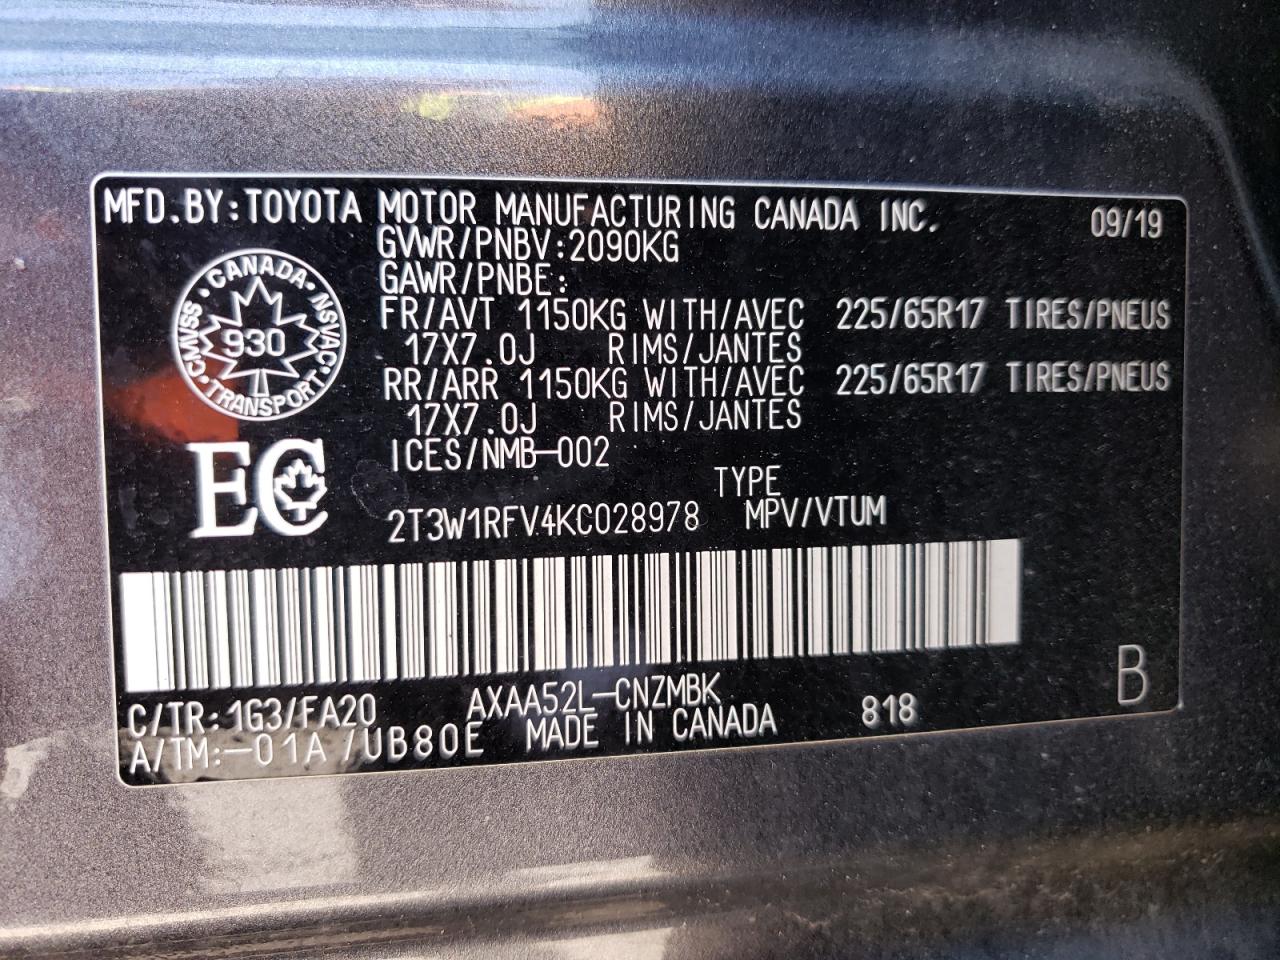 MFD.BY:TOYOTA MOTOR MANUFACTURING CANADA INC. 09/19
GVWR/PNBV:2090KG
GAWR/PNBE:
FR/AVT 1150KG WITH/AVEC 225/65R17 TIRES/PNEUS
17X7.0J RIMS/JANTES
RR/ARR 1150KG WITH/AVEC 225/65R17 TIRES/PNEUS
17X7.0J RIMS/JANTES
CANADA • NSVAC • TRANSPORT • CMVSS
930
EC
ICES/NMB-002
TYPE
2T3W1RFV4KC028978 MPV/VTUM
C/TR:1G3/FA20 AXAA52L-CNZMBK 818 B
A/TM:-01A /UB80E MADE IN CANADA